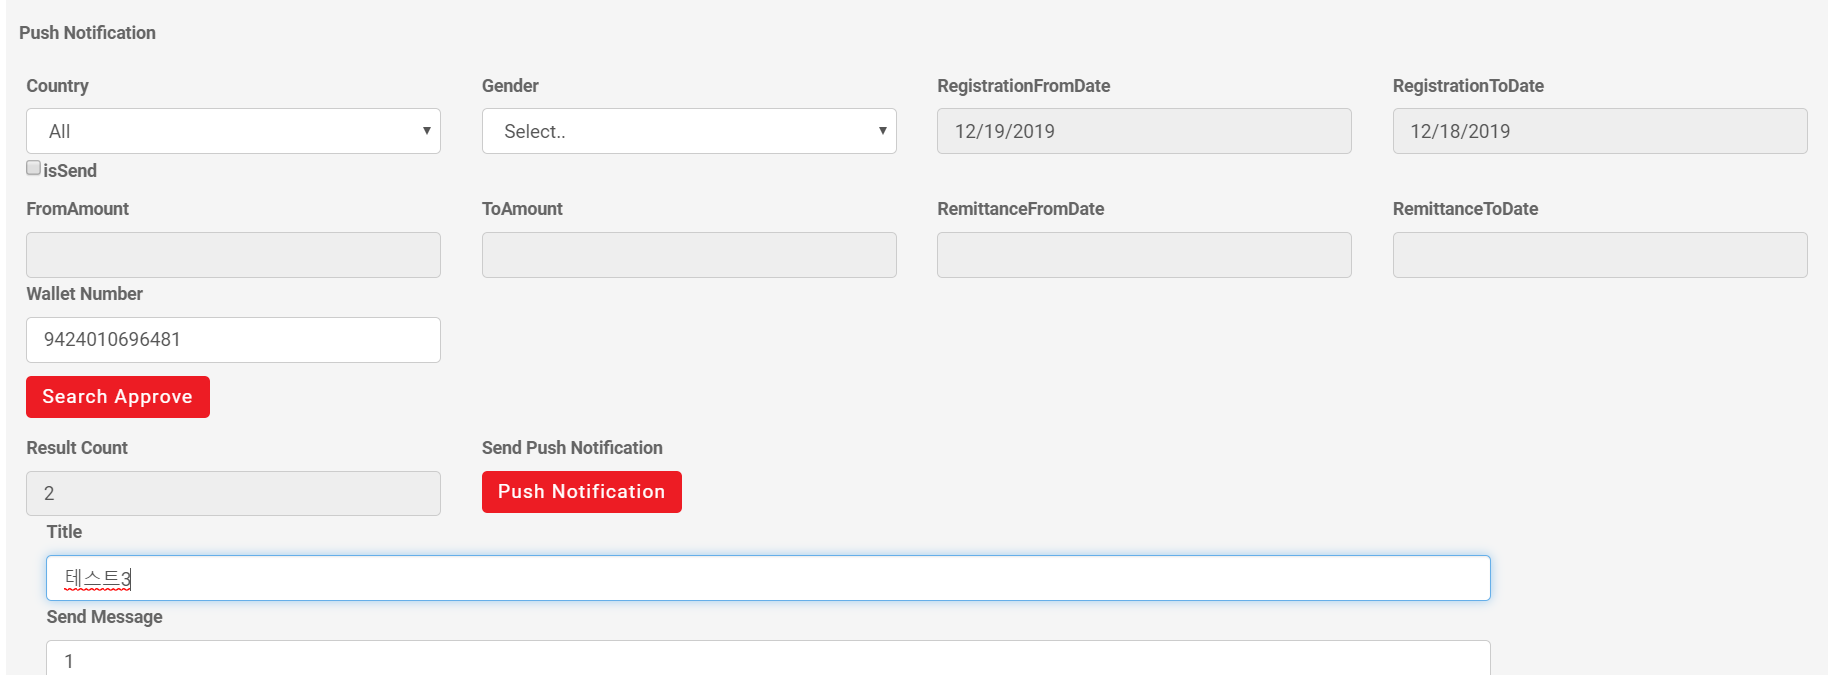 Push Notification
Country Gender RegistrationFromDate RegistrationToDate
All Select.. 12/19/2019 12/18/2019
isSend
FromAmount ToAmount RemittanceFromDate RemittanceToDate
Wallet Number
9424010696481
Search Approve
Result Count Send Push Notification
2 Push Notification
Title
테스트3
Send Message
1